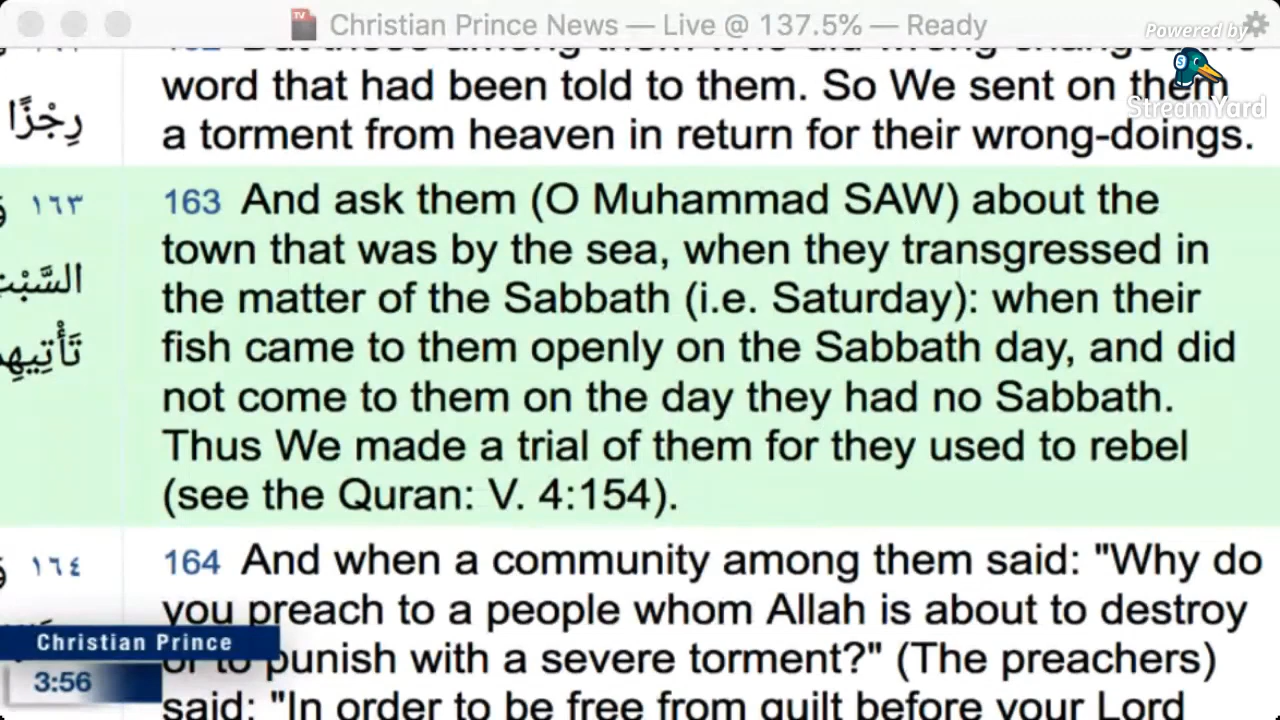 Christian Prince News — Live @ 137.5% — Ready
Powered by
StreamYard
word that had been told to them. So We sent on them
a torment from heaven in return for their wrong-doings.
رِجْزًا
163 And ask them (O Muhammad SAW) about the
١٦٣
town that was by the sea, when they transgressed in
السَّبْتِ
the matter of the Sabbath (i.e. Saturday): when their
fish came to them openly on the Sabbath day, and did
not come to them on the day they had no Sabbath.
Thus We made a trial of them for they used to rebel
(see the Quran: V. 4:154).
164 And when a community among them said: "Why do
١٦٤
you preach to a people whom Allah is about to destroy
or to punish with a severe torment?" (The preachers)
said: "In order to be free from guilt before your Lord
Christian Prince
3:56